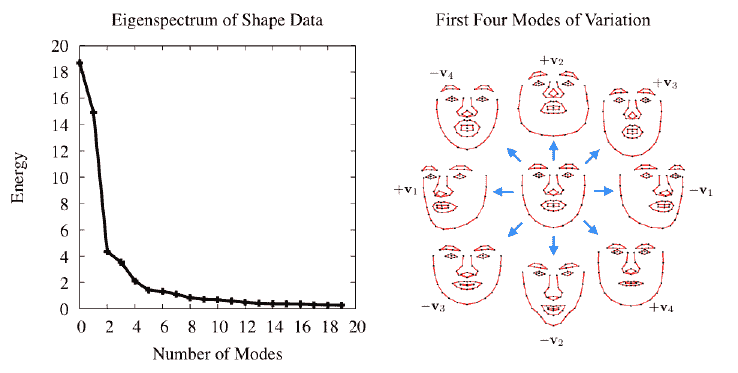 Eigenspectrum of Shape Data
20
18
16
14
12
10
8
6
4
2
0
Energy
0 2 4 6 8 10 12 14 16 18 20
Number of Modes
First Four Modes of Variation
−v₄
+v₂
+v₃
+v₁
−v₁
−v₃
−v₂
+v₄